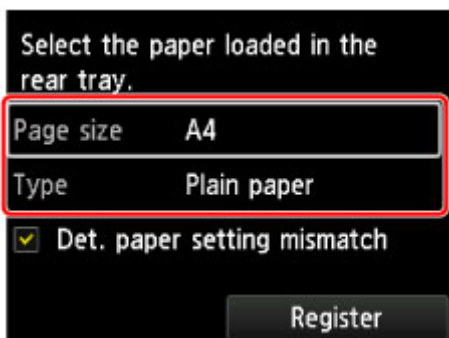 Select the paper loaded in the
rear tray.
Page size A4
Type Plain paper
Det. paper setting mismatch
Register